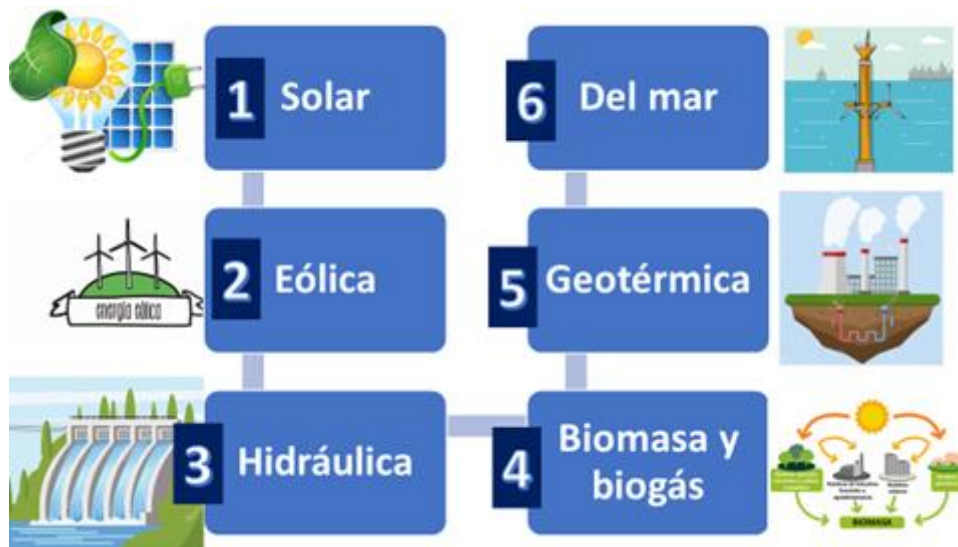 1
Solar
2
Eólica
energía eólica
3
Hidráulica
4
Biomasa y
biogás
5
Geotérmica
6
Del mar
BIOMASA